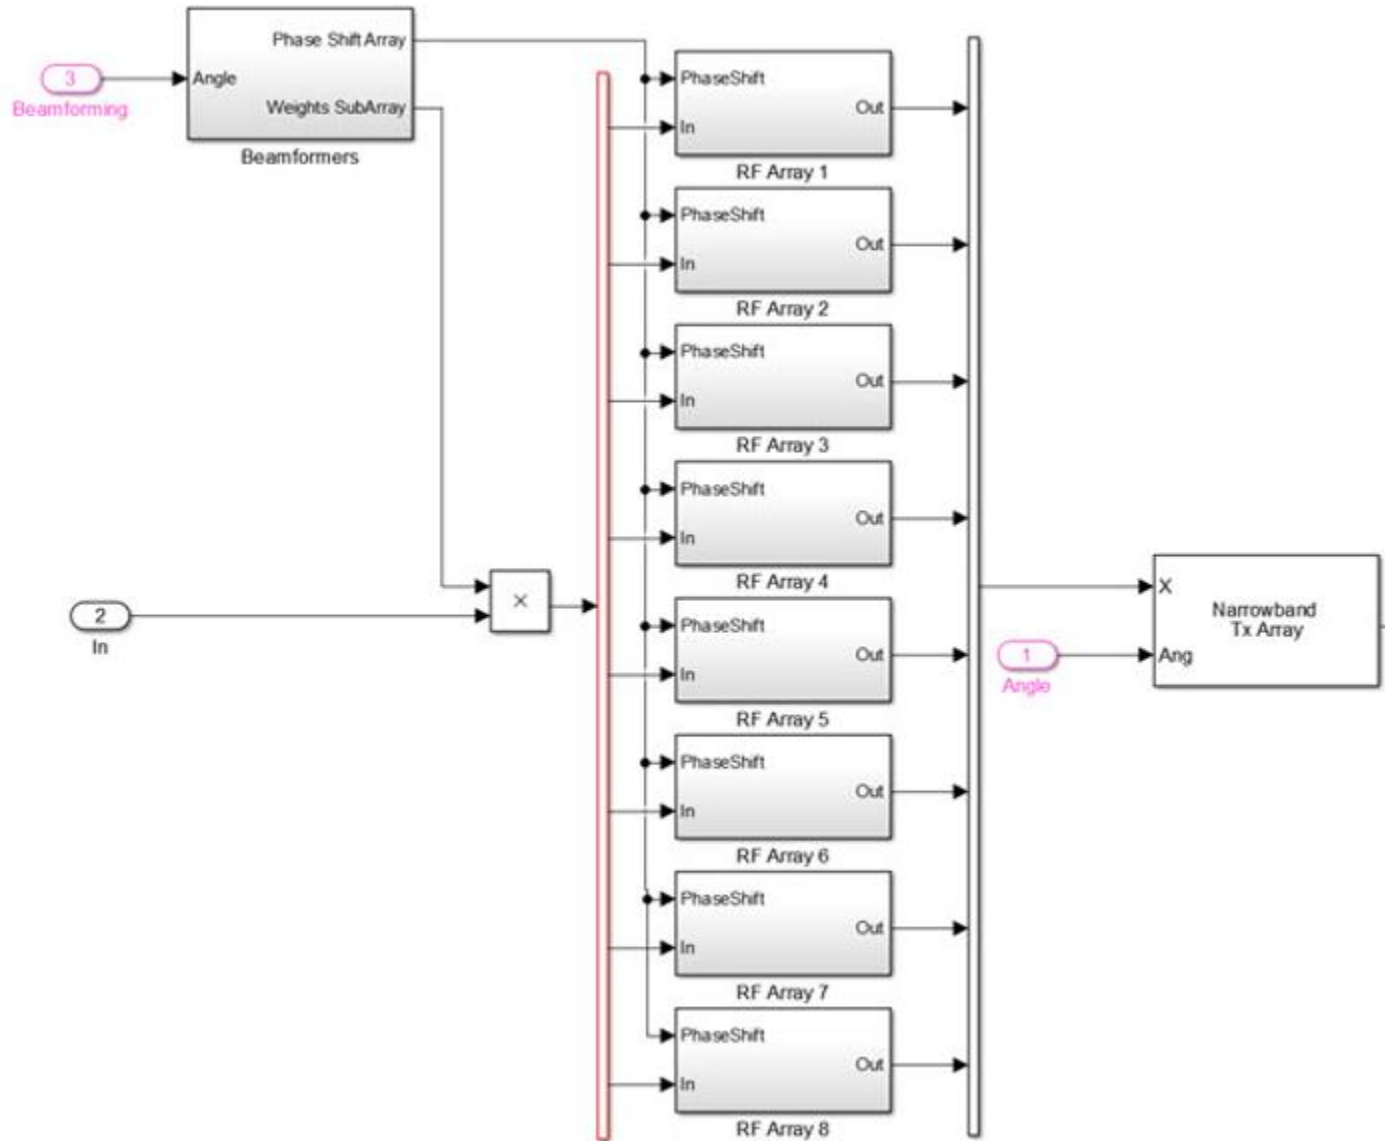 Phase Shift Array
3
Angle
Beamforming
Weights SubArray
Beamformers
PhaseShift
Out
In
RF Array 1
PhaseShift
Out
In
RF Array 2
PhaseShift
Out
In
RF Array 3
PhaseShift
Out
In
RF Array 4
×
2
In
PhaseShift
Out
In
RF Array 5
X
Narrowband
Tx Array
1
Ang
Angle
PhaseShift
Out
In
RF Array 6
PhaseShift
Out
In
RF Array 7
PhaseShift
Out
In
RF Array 8